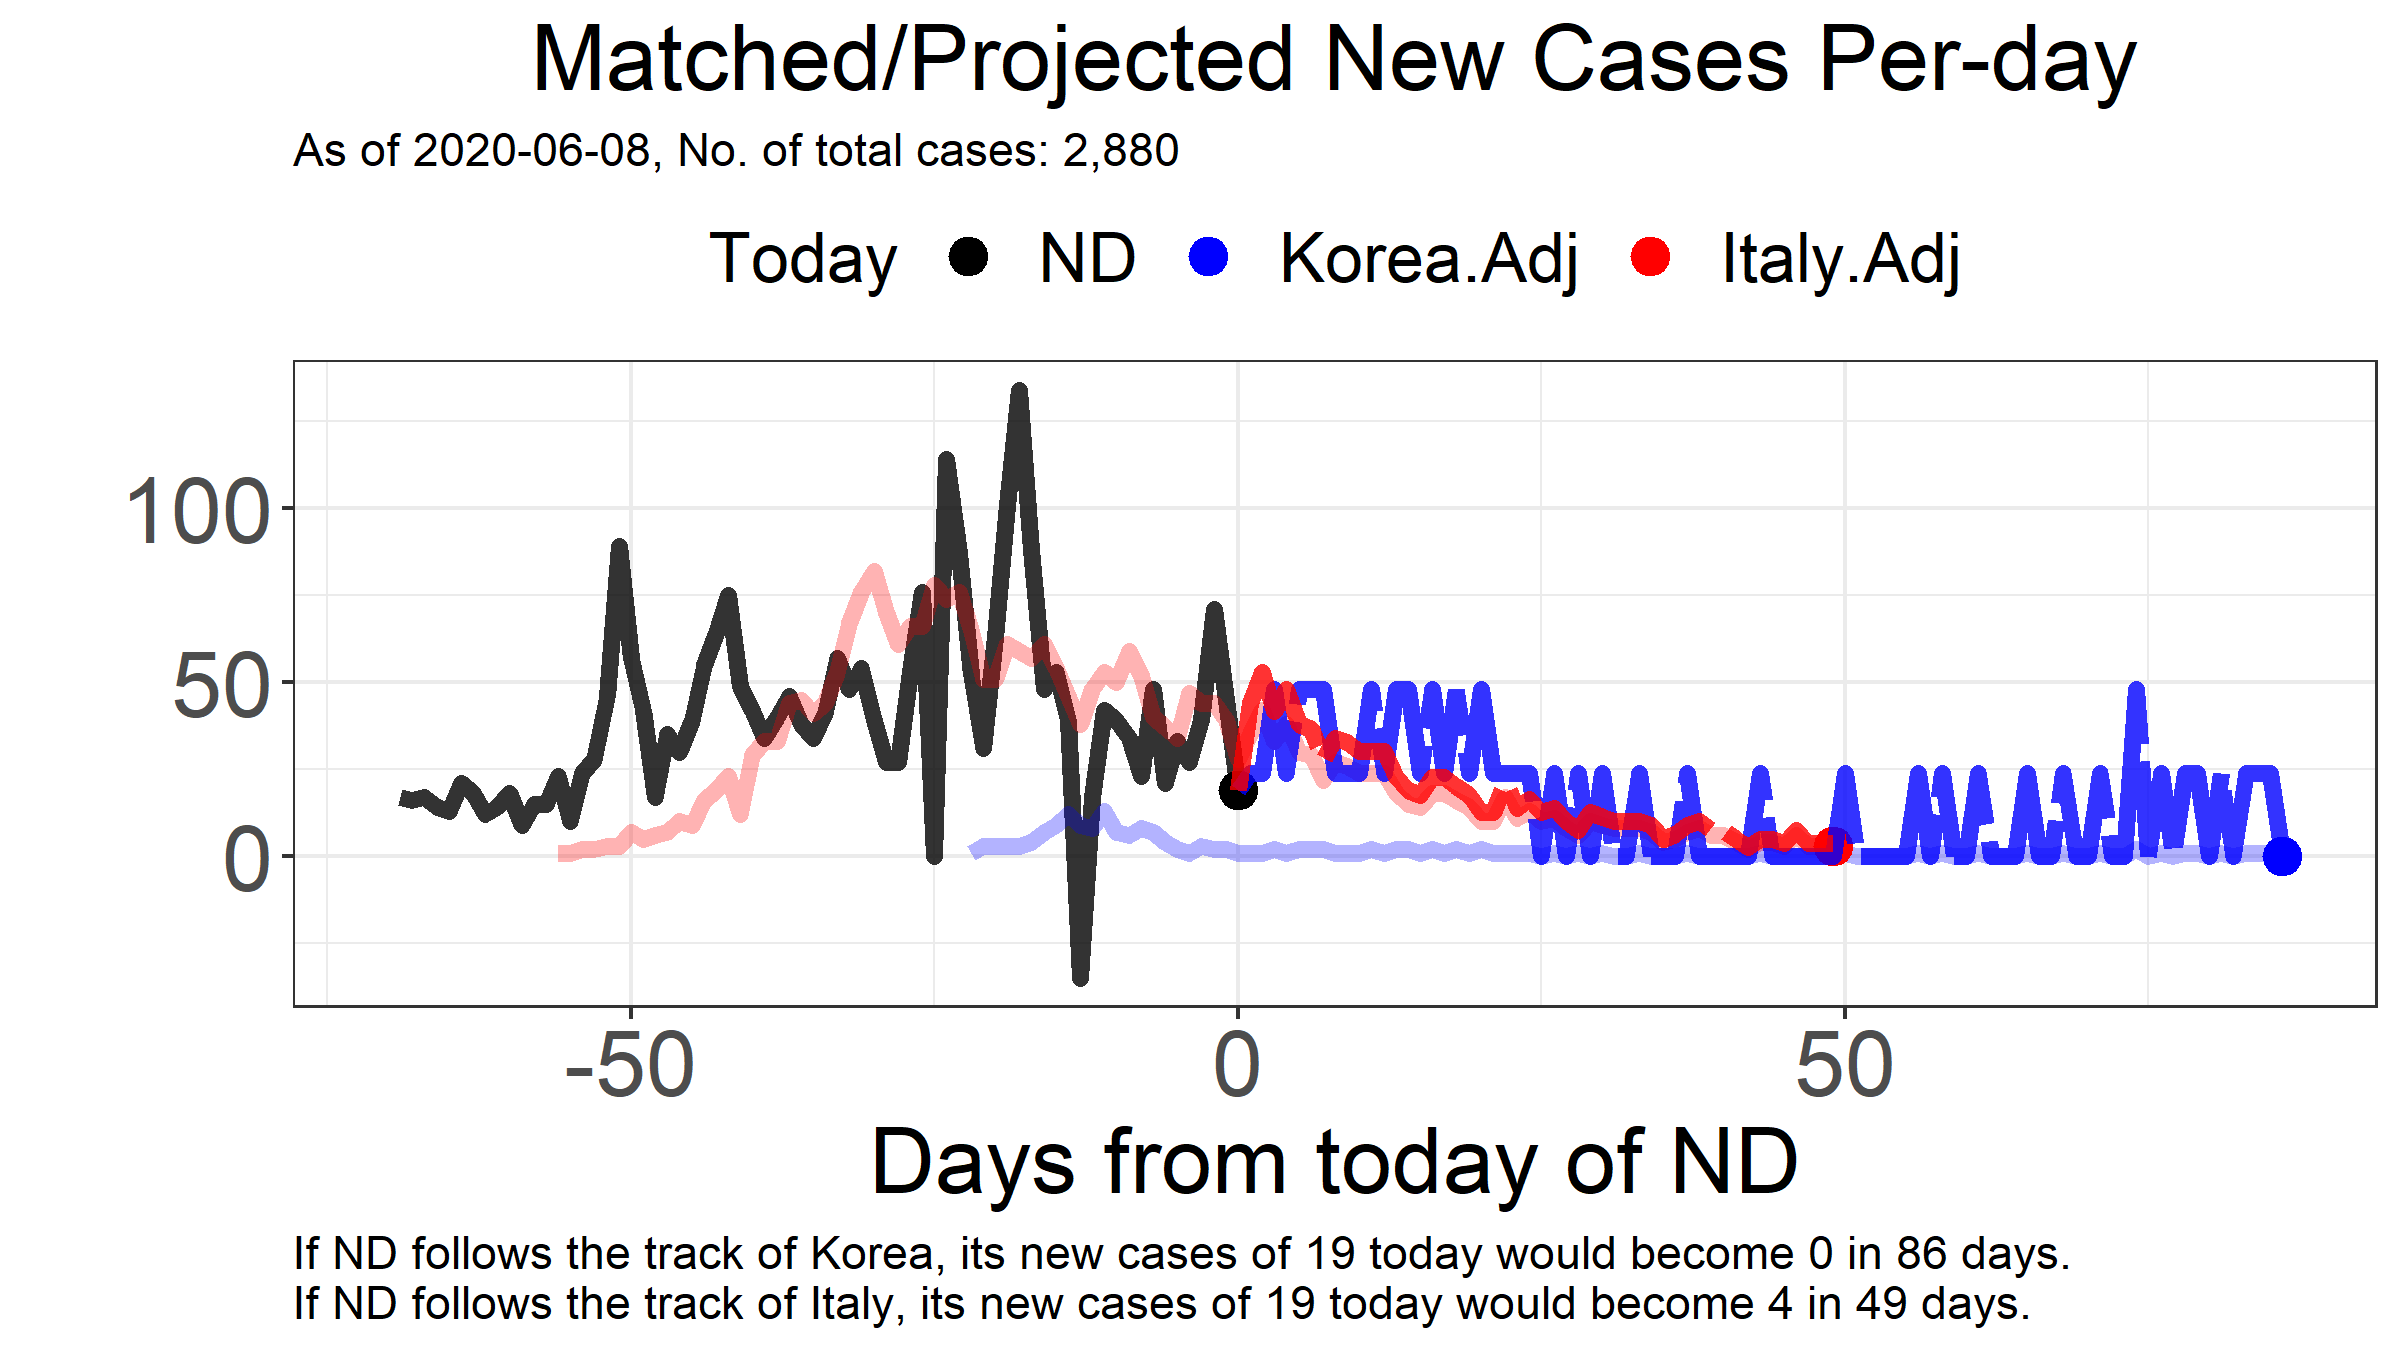 Matched/Projected New Cases Per-day
As of 2020-06-08, No. of total cases: 2,880
Today ND Korea.Adj Italy.Adj
100
50
0
-50 0 50
Days from today of ND
If ND follows the track of Korea, its new cases of 19 today would become 0 in 86 days.
If ND follows the track of Italy, its new cases of 19 today would become 4 in 49 days.